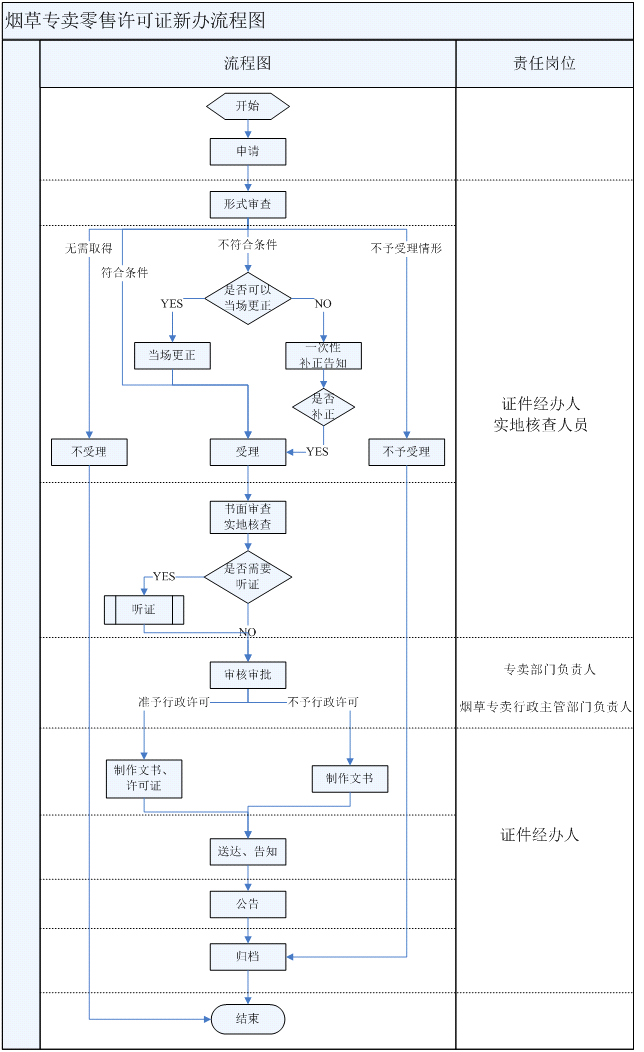 烟草专卖零售许可证新办流程图
流程图
责任岗位
开始
申请
形式审查
无需取得
符合条件
不符合条件
不予受理情形
是否可以
当场更正
YES
NO
当场更正
一次性
补正告知
是否
补正
YES
不受理
受理
不予受理
证件经办人
实地核查人员
书面审查
实地核查
是否需要
听证
YES
听证
NO
审核审批
专卖部门负责人
烟草专卖行政主管部门负责人
准予行政许可
不予行政许可
制作文书、
许可证
制作文书
证件经办人
送达、告知
公告
归档
结束